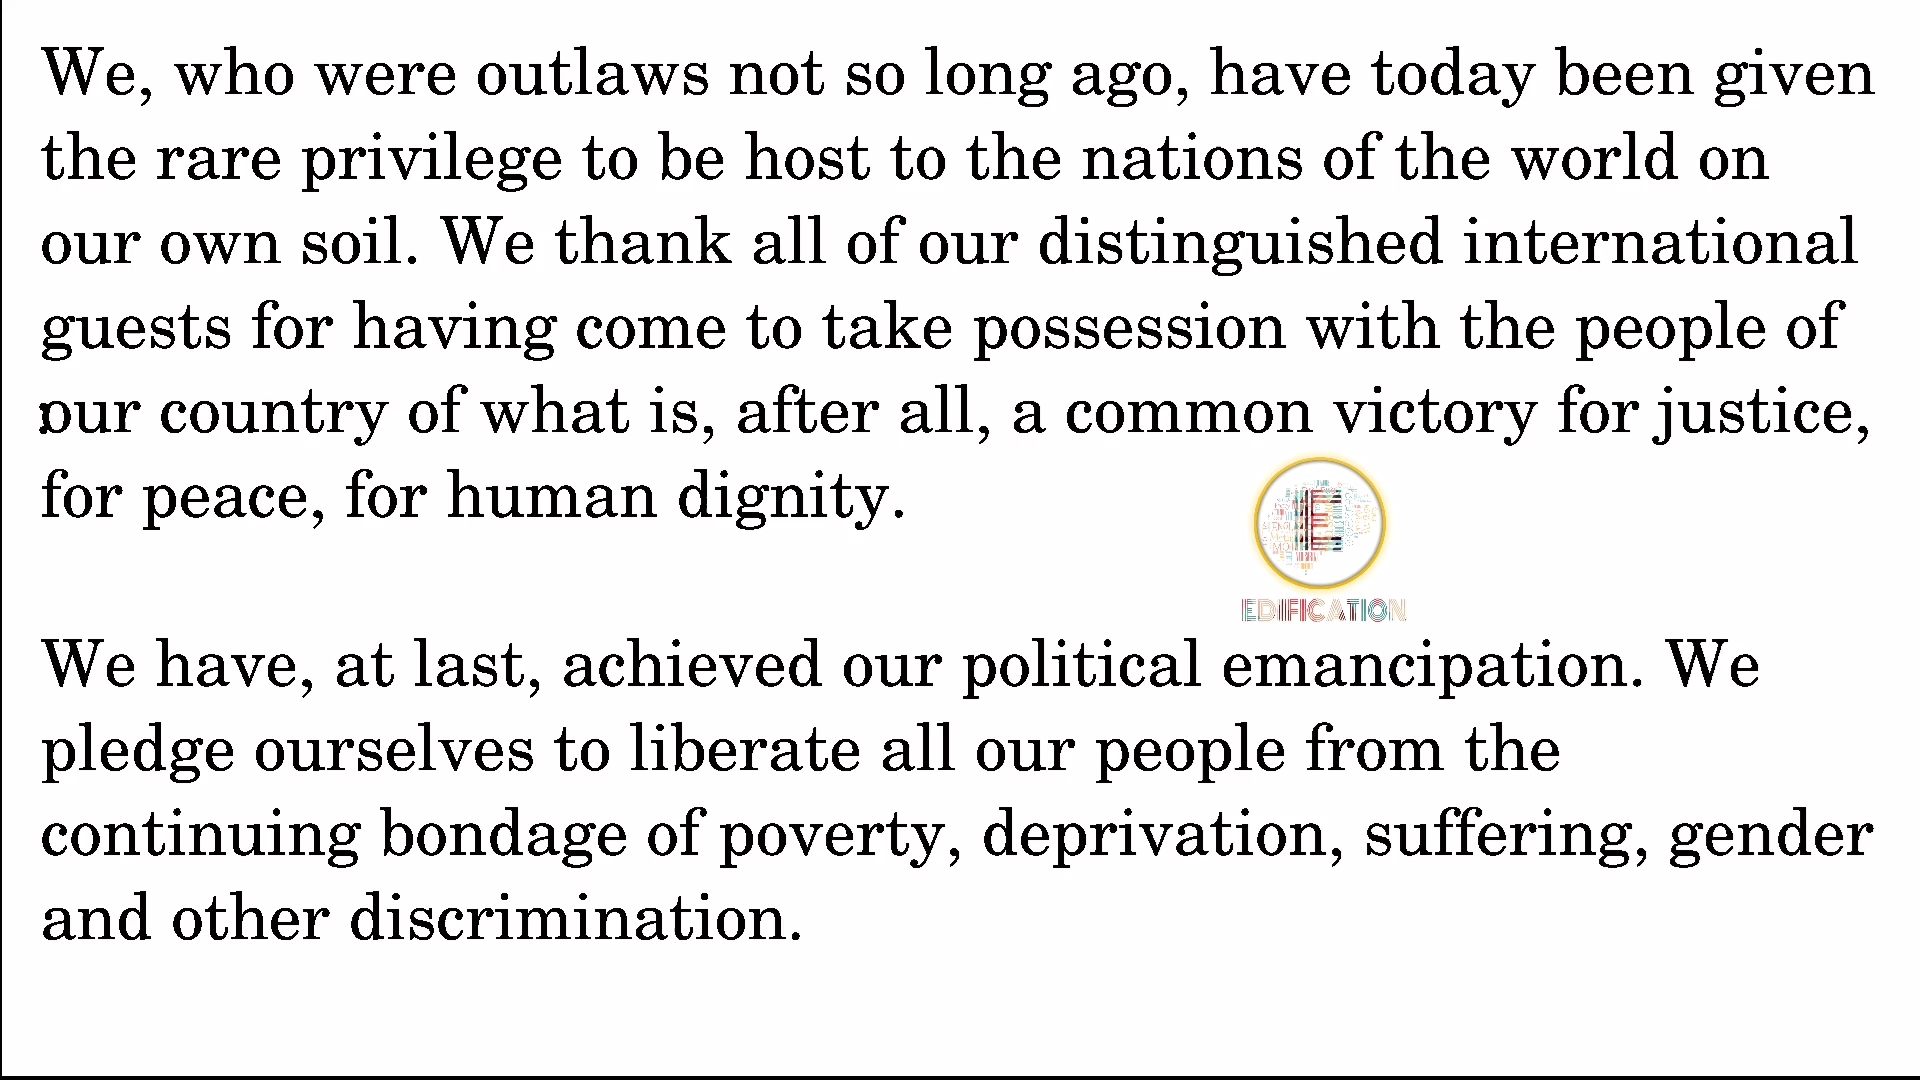 We, who were outlaws not so long ago, have today been given
the rare privilege to be host to the nations of the world on
our own soil. We thank all of our distinguished international
guests for having come to take possession with the people of
our country of what is, after all, a common victory for justice,
for peace, for human dignity.
EDIFICATION
We have, at last, achieved our political emancipation. We
pledge ourselves to liberate all our people from the
continuing bondage of poverty, deprivation, suffering, gender
and other discrimination.